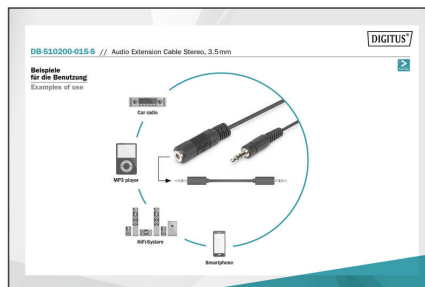 DIGITUS®
DB-510200-015-S // Audio Extension Cable Stereo, 3.5 mm
Beispiele
für die Benutzung
Examples of use
Car radio
MP3 player
HiFi-System
Smartphone